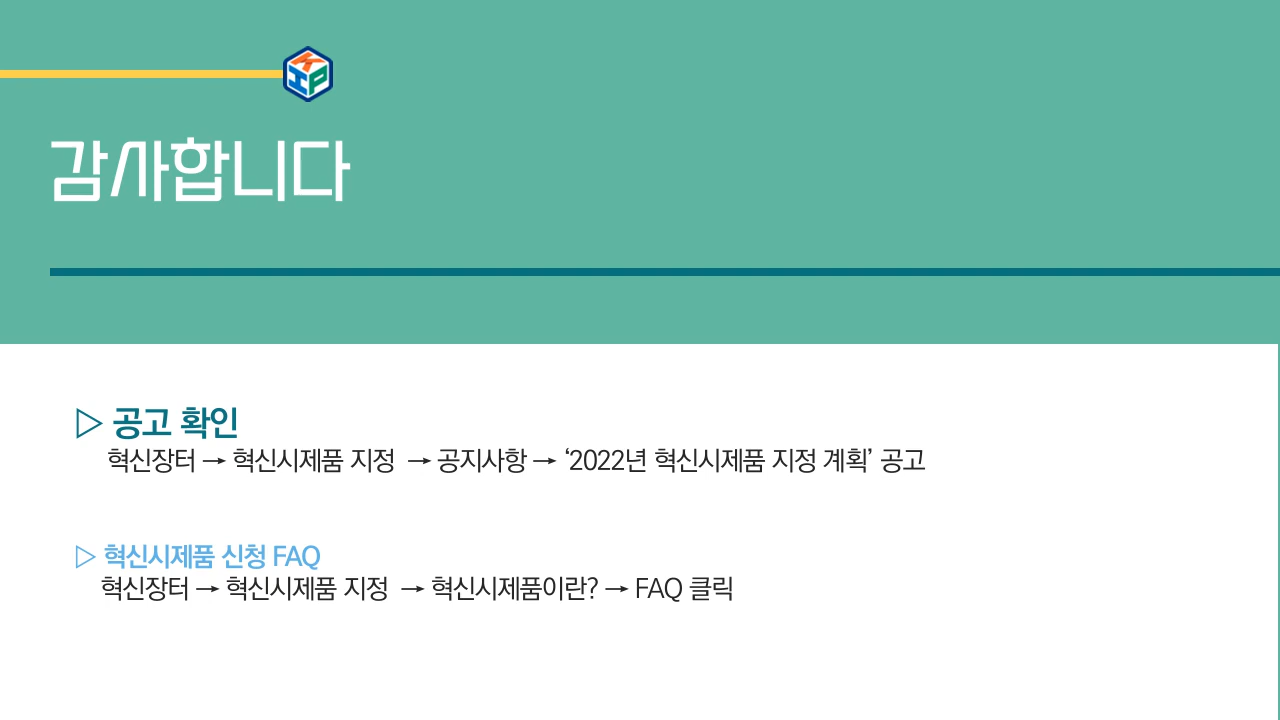 KIP
감사합니다
▷ 공고 확인
혁신장터 → 혁신시제품 지정 → 공지사항 → ‘2022년 혁신시제품 지정 계획’ 공고
▷ 혁신시제품 신청 FAQ
혁신장터 → 혁신시제품 지정 → 혁신시제품이란? → FAQ 클릭